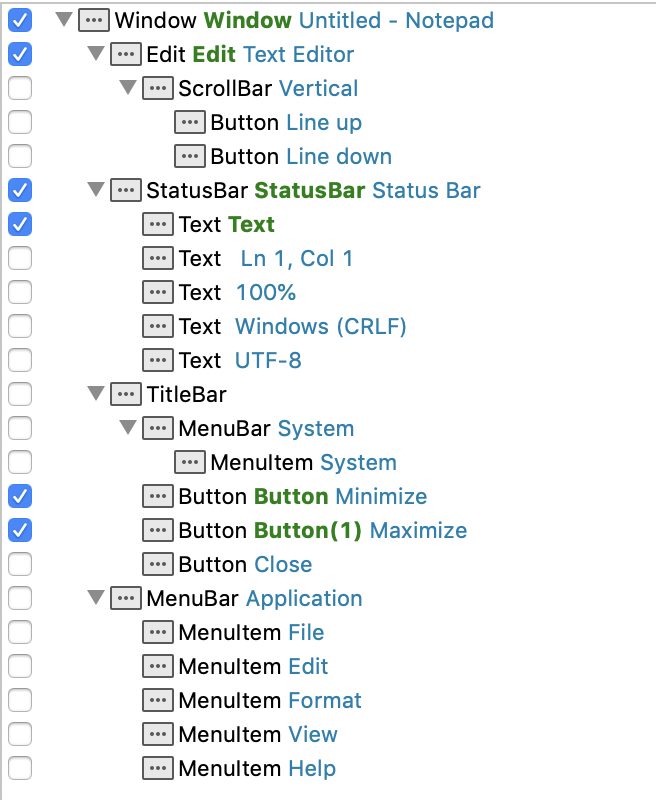 Window Window Untitled - Notepad
Edit Edit Text Editor
ScrollBar Vertical
Button Line up
Button Line down
StatusBar StatusBar Status Bar
Text Text
Text Ln 1, Col 1
Text 100%
Text Windows (CRLF)
Text UTF-8
TitleBar
MenuBar System
MenuItem System
Button Button Minimize
Button Button(1) Maximize
Button Close
MenuBar Application
MenuItem File
MenuItem Edit
MenuItem Format
MenuItem View
MenuItem Help